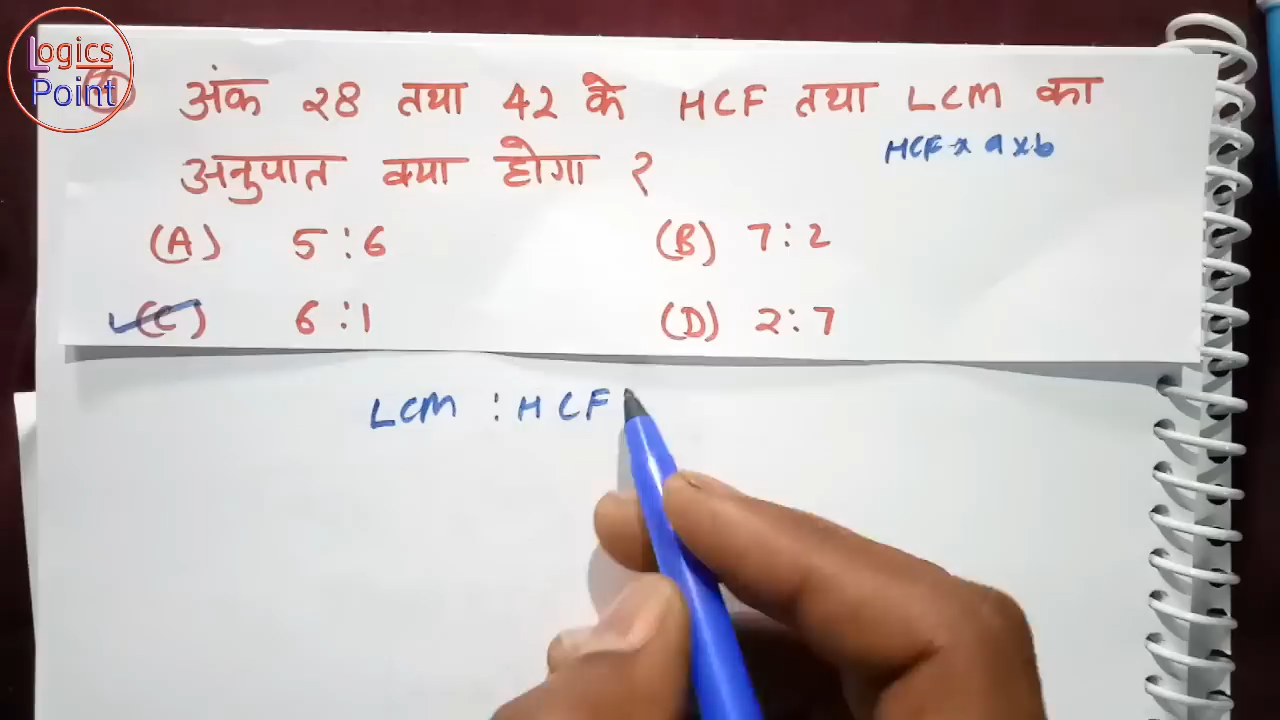 Logics
Point
अंक 28 तथा 42 के HCF तथा LCM का
HCF × a × b
अनुपात क्या होगा ?
(A) 5 : 6
(B) 7 : 2
(C) 6 : 1
(D) 2 : 7
LCM : HCF